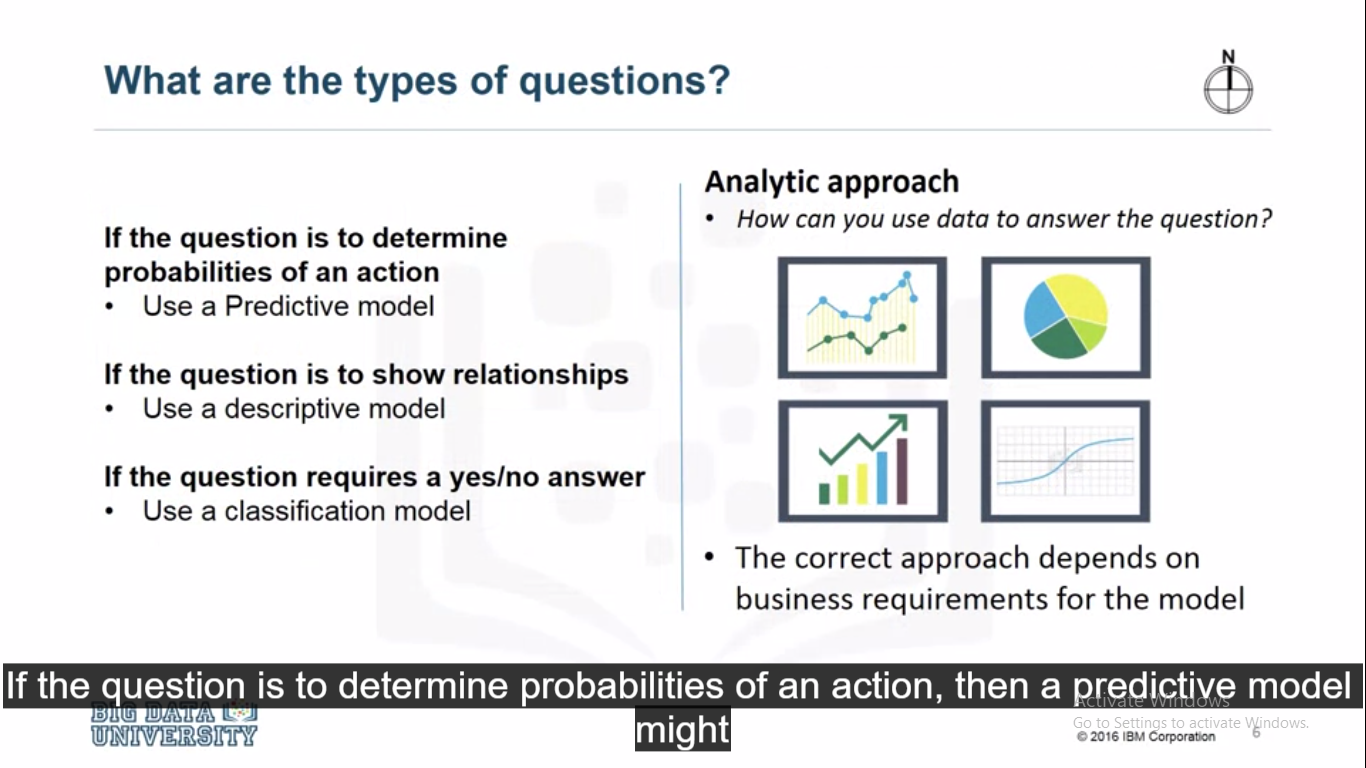 What are the types of questions?
N
If the question is to determine
probabilities of an action
• Use a Predictive model
If the question is to show relationships
• Use a descriptive model
If the question requires a yes/no answer
• Use a classification model
Analytic approach
• How can you use data to answer the question?
• The correct approach depends on
business requirements for the model
If the question is to determine probabilities of an action, then a predictive model
might
BIG DATA
UNIVERSITY
Activate Windows
Go to Settings to activate Windows.
© 2016 IBM Corporation
6